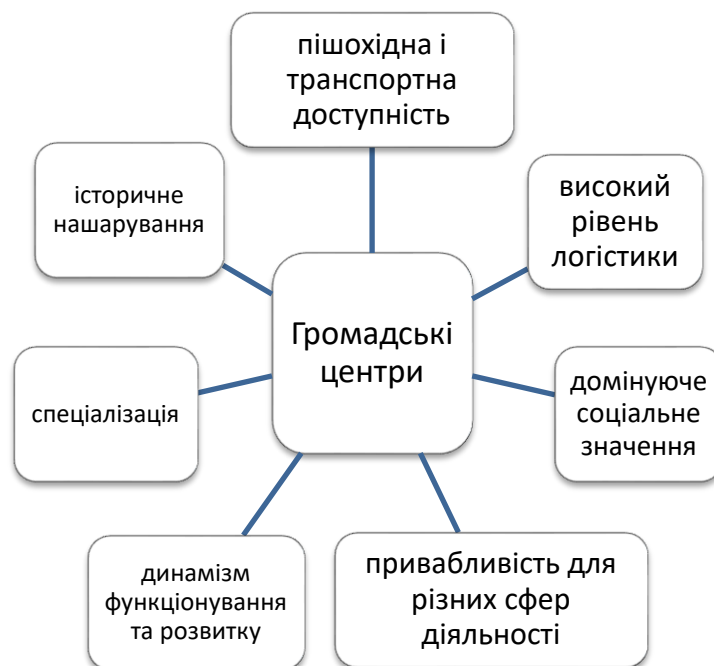 пішохідна і
транспортна
доступність
історичне
нашарування
високий
рівень
логістики
Громадські
центри
спеціалізація
домінуюче
соціальне
значення
динамізм
функціонування
та розвитку
привабливість для
різних сфер
діяльності